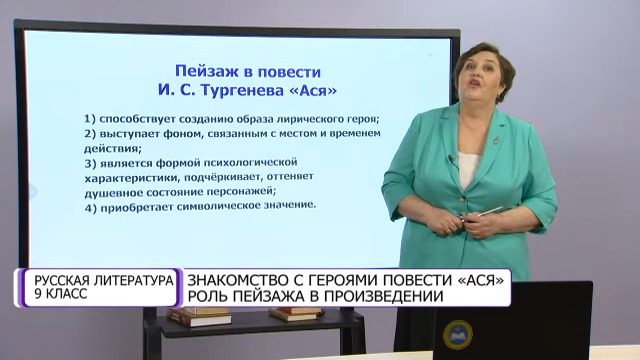 Пейзаж в повести
И. С. Тургенева «Ася»
1) способствует созданию образа лирического героя;
2) выступает фоном, связанным с местом и временем
действия;
3) является формой психологической
характеристики, подчёркивает, оттеняет
душевное состояние персонажей;
4) приобретает символическое значение.
РУССКАЯ ЛИТЕРАТУРА
9 КЛАСС
ЗНАКОМСТВО С ГЕРОЯМИ ПОВЕСТИ «АСЯ»
РОЛЬ ПЕЙЗАЖА В ПРОИЗВЕДЕНИИ